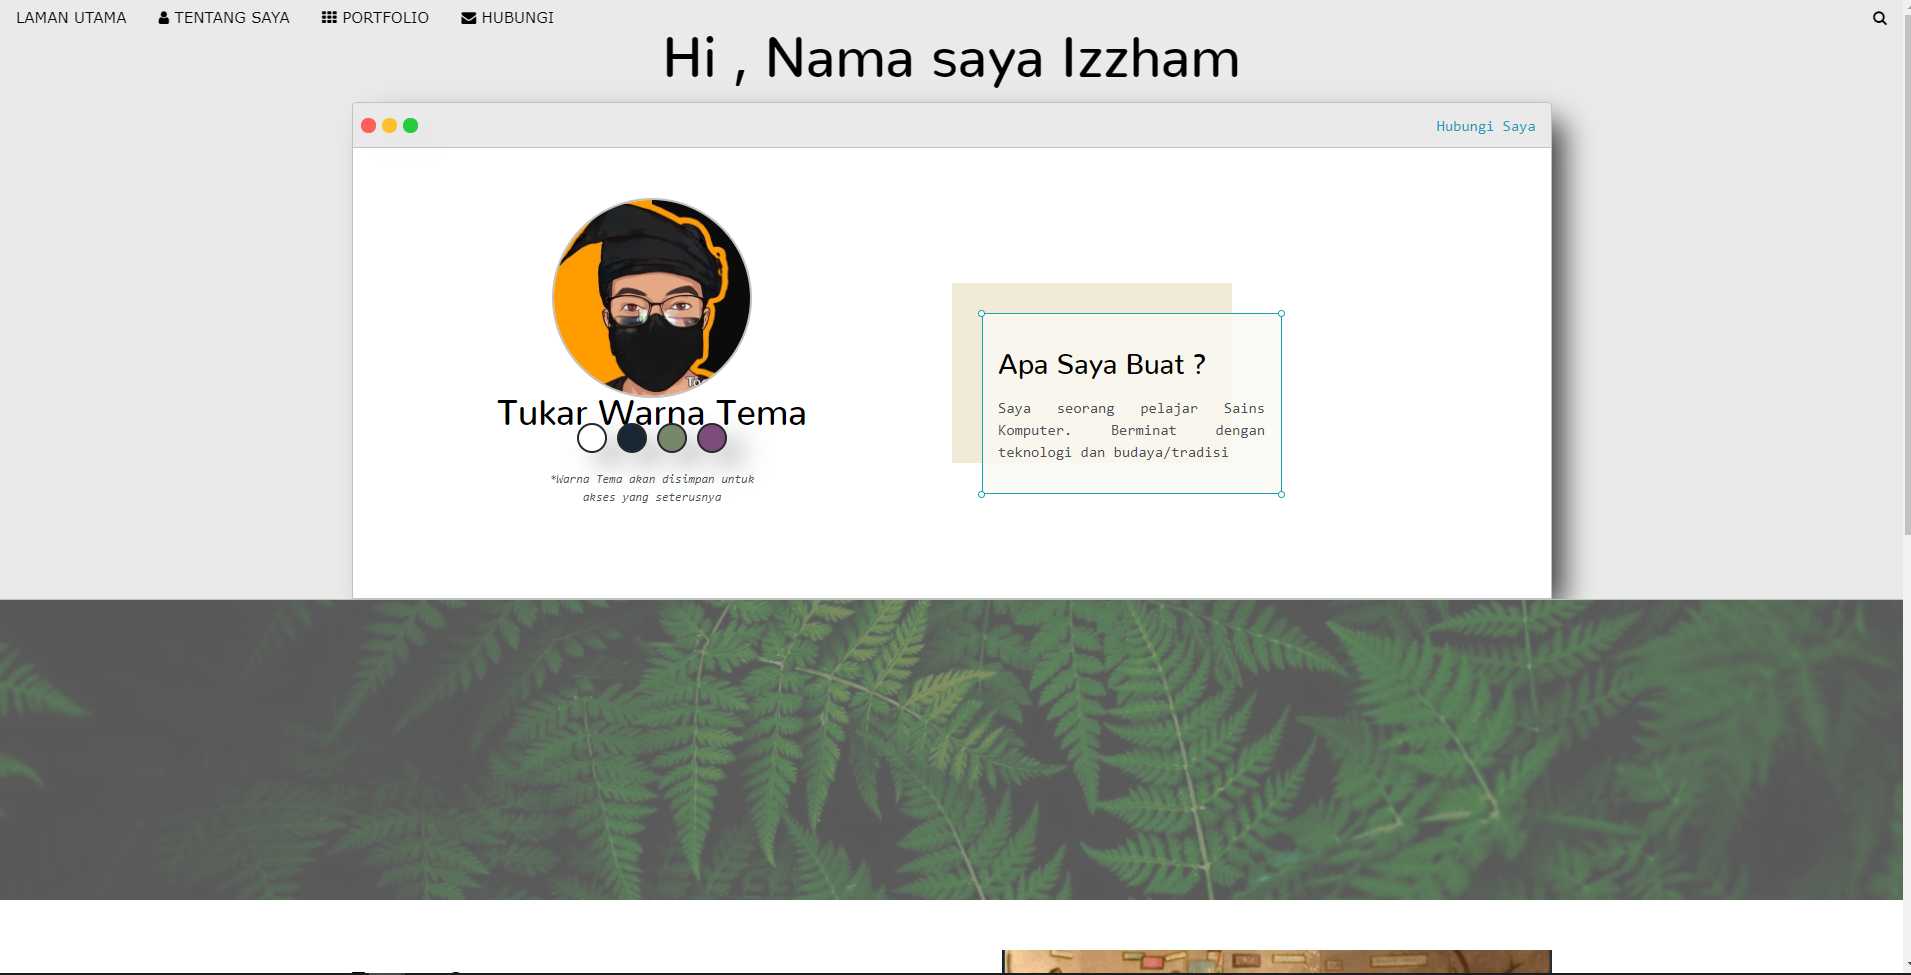 LAMAN UTAMA TENTANG SAYA PORTFOLIO HUBUNGI
Hi , Nama saya Izzham
Hubungi Saya
Tukar Warna Tema
*Warna Tema akan disimpan untuk
akses yang seterusnya
Apa Saya Buat ?
Saya seorang pelajar Sains
Komputer. Berminat dengan
teknologi dan budaya/tradisi